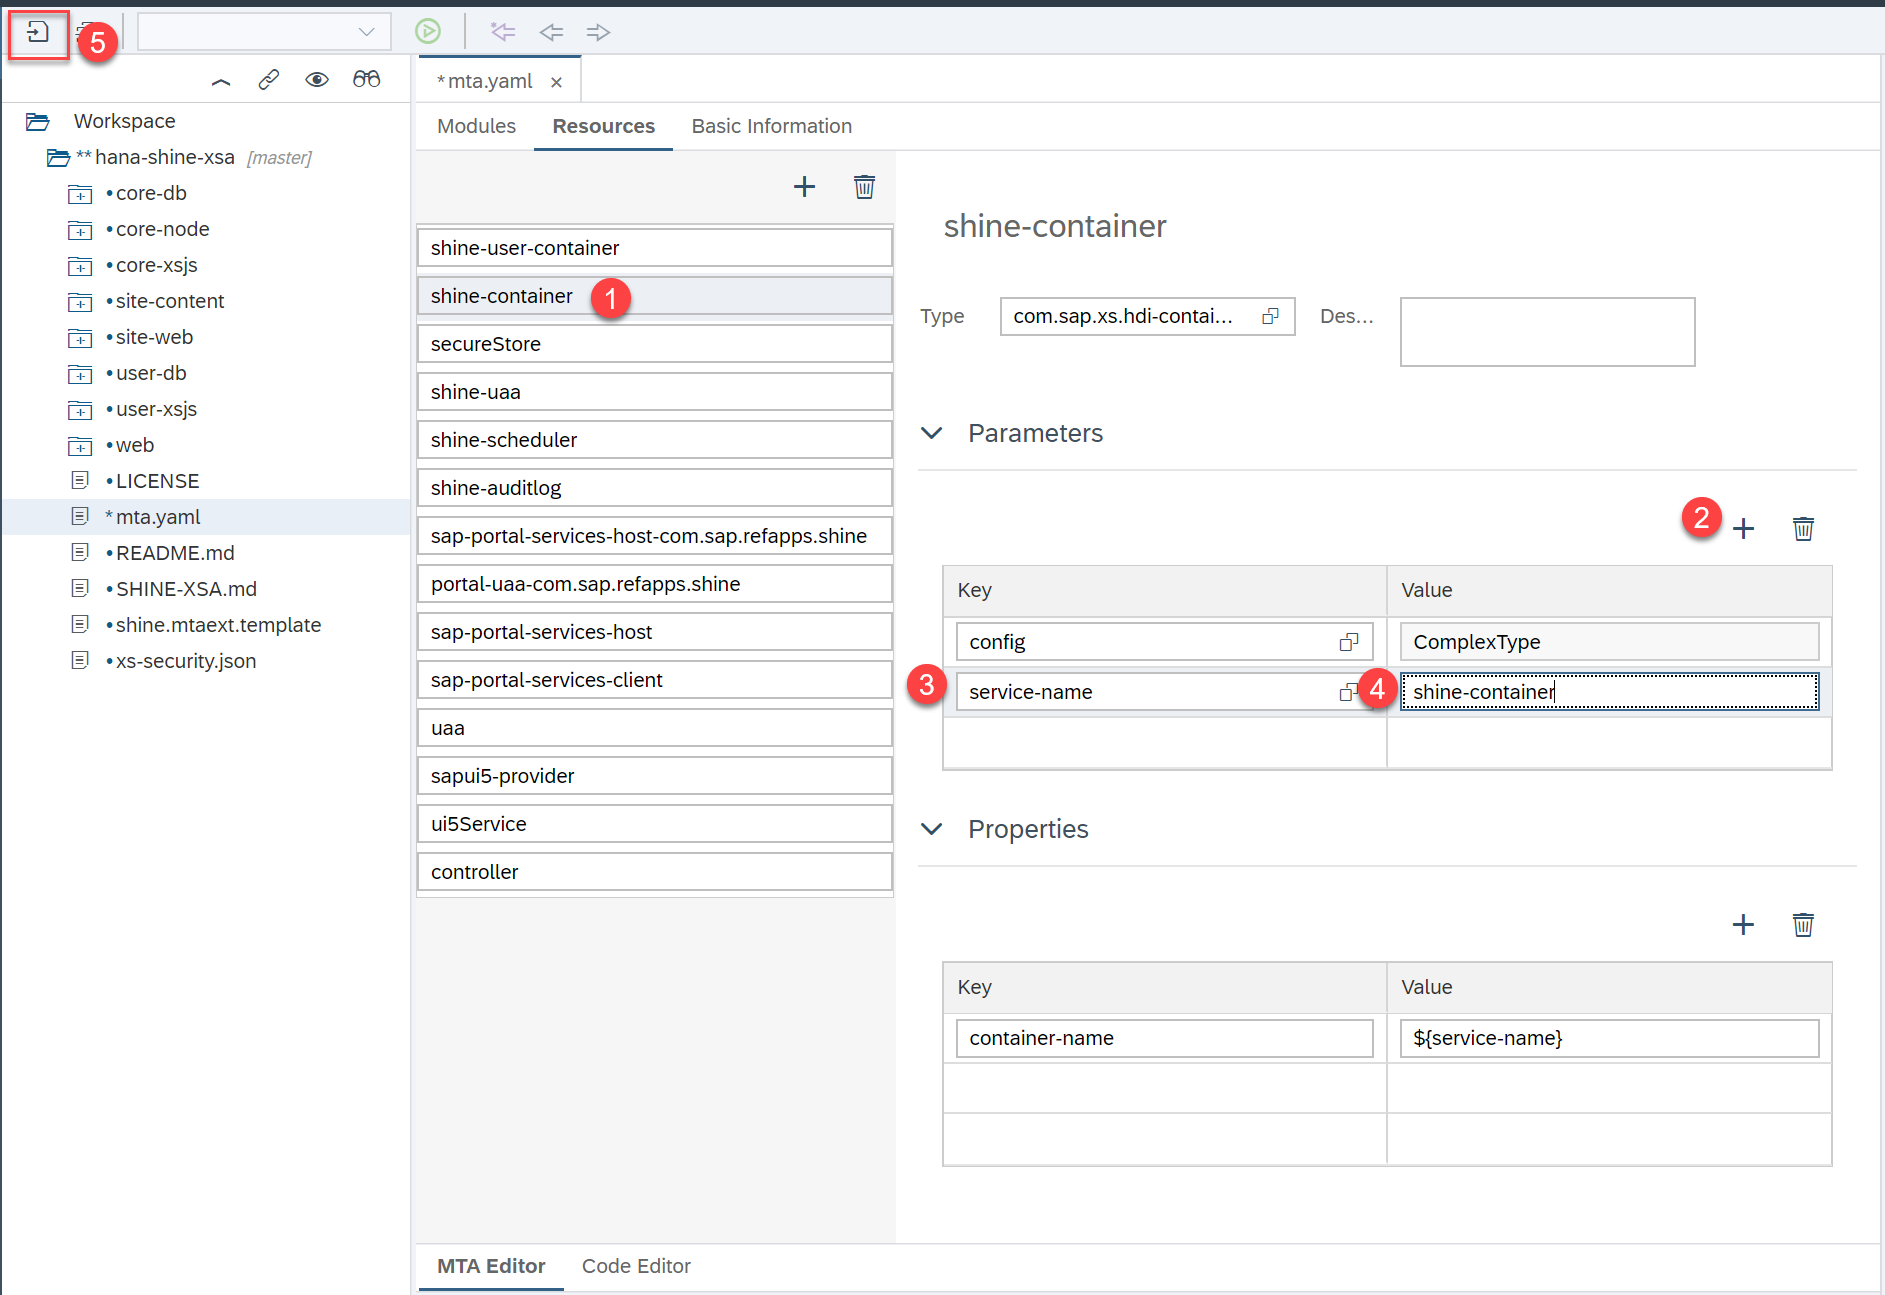 5
*mta.yaml
Modules Resources Basic Information
Workspace
** hana-shine-xsa [master]
•core-db
•core-node
•core-xsjs
•site-content
•site-web
•user-db
•user-xsjs
•web
•LICENSE
*mta.yaml
•README.md
•SHINE-XSA.md
•shine.mtaext.template
•xs-security.json
shine-user-container
shine-container 1
secureStore
shine-uaa
shine-scheduler
shine-auditlog
sap-portal-services-host-com.sap.refapps.shine
portal-uaa-com.sap.refapps.shine
sap-portal-services-host
sap-portal-services-client
uaa
sapui5-provider
ui5Service
controller
shine-container
Type com.sap.xs.hdi-contai... Des...
Parameters
2
Key Value
config ComplexType
3 service-name 4 shine-container
Properties
Key Value
container-name ${service-name}
MTA Editor Code Editor